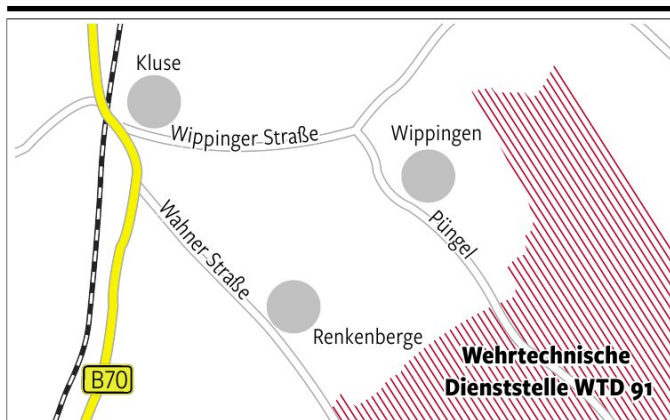 Kluse
Wippinger Straße
Wippingen
Püngel
Wahner Straße
Renkenberge
B70
Wehrtechnische
Dienststelle WTD 91